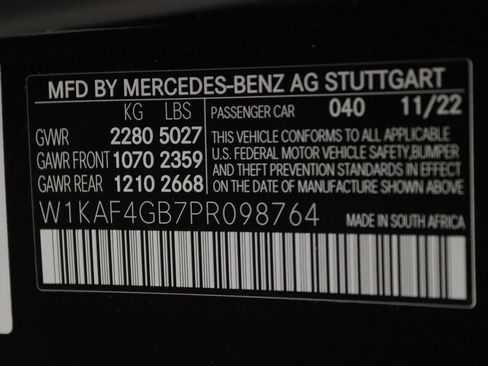 MFD BY MERCEDES-BENZ AG STUTTGART
KG LBS PASSENGER CAR 040 11/22
GVWR 2280 5027 THIS VEHICLE CONFORMS TO ALL APPLICABLE
GAWR FRONT 1070 2359 U.S. FEDERAL MOTOR VEHICLE SAFETY, BUMPER
GAWR REAR 1210 2668 AND THEFT PREVENTION STANDARDS IN EFFECT
ON THE DATE OF MANUFACTURE SHOWN ABOVE
W1KAF4GB7PR098764 MADE IN SOUTH AFRICA